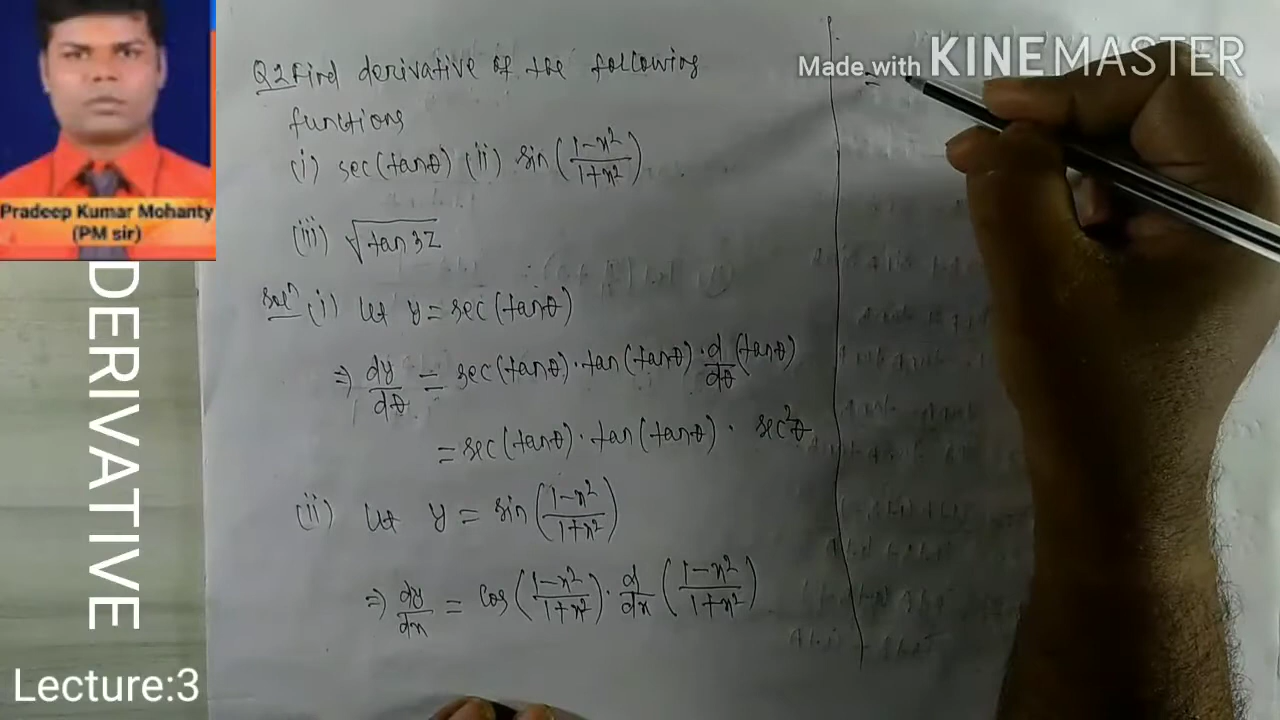 Made with KINEMASTER
Q2 Find derivative of the following
functions
(i) sec(tanθ) (ii) sin((1-x²)/(1+x²))
(iii) √tan3z
Solⁿ (i) Let y = sec(tanθ)
⇒ dy/dθ = sec(tanθ)·tan(tanθ)·d/dθ(tanθ)
= sec(tanθ)·tan(tanθ)· sec²θ
(ii) Let y = sin((1-x²)/(1+x²))
⇒ dy/dx = cos((1-x²)/(1+x²))·d/dx((1-x²)/(1+x²))
=
Pradeep Kumar Mohanty
(PM sir)
DERIVATIVE
Lecture:3